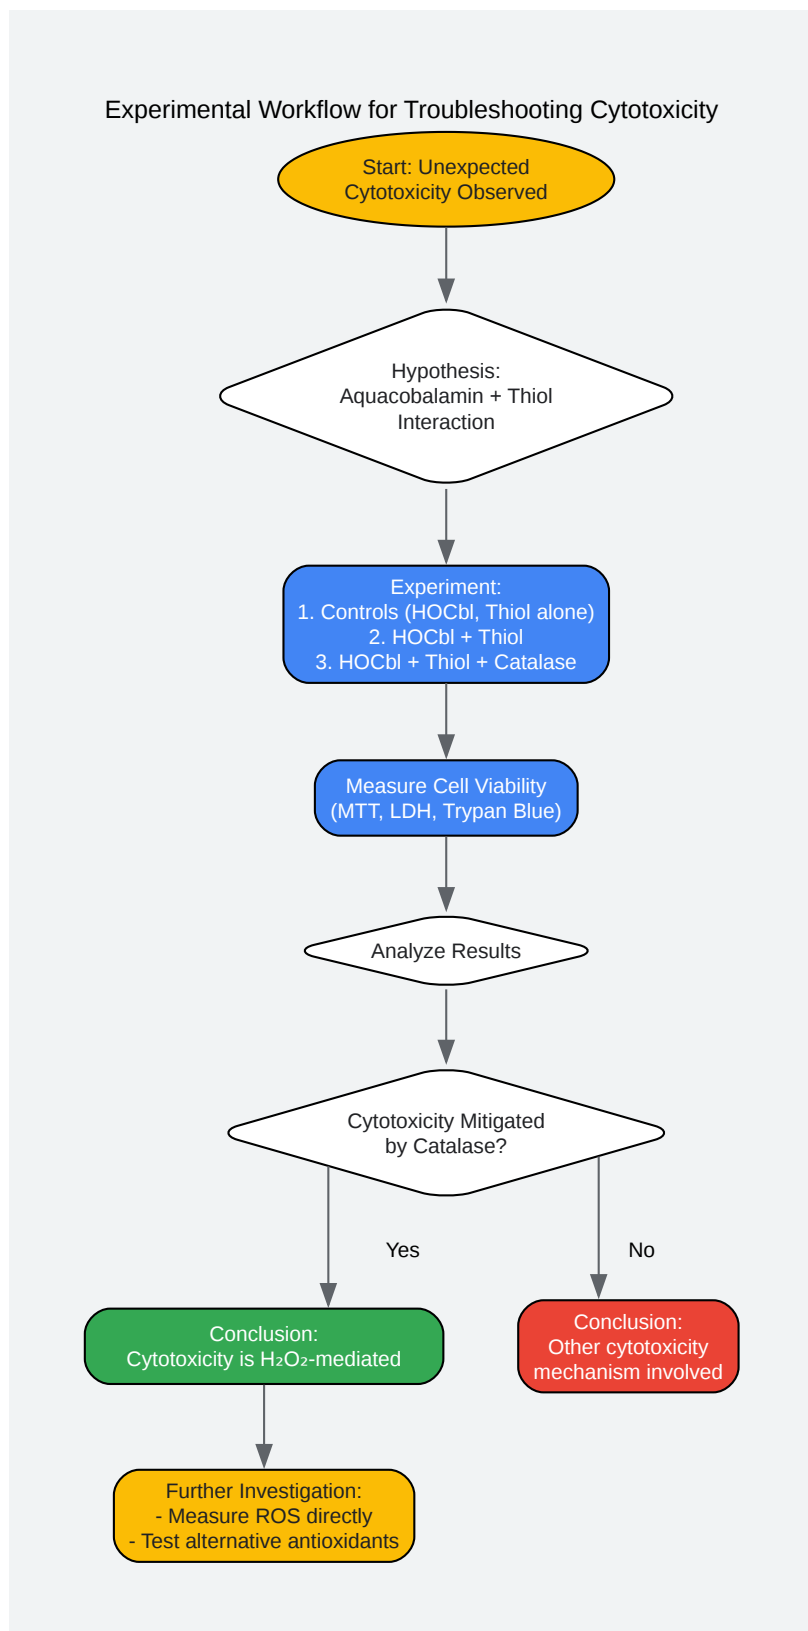 Experimental Workflow for Troubleshooting Cytotoxicity
Start: Unexpected
Cytotoxicity Observed
Hypothesis:
Aquacobalamin + Thiol
Interaction
Experiment:
1. Controls (HOCbl, Thiol alone)
2. HOCbl + Thiol
3. HOCbl + Thiol + Catalase
Measure Cell Viability
(MTT, LDH, Trypan Blue)
Analyze Results
Cytotoxicity Mitigated
by Catalase?
Yes
No
Conclusion:
Cytotoxicity is H₂O₂-mediated
Conclusion:
Other cytotoxicity
mechanism involved
Further Investigation:
- Measure ROS directly
- Test alternative antioxidants